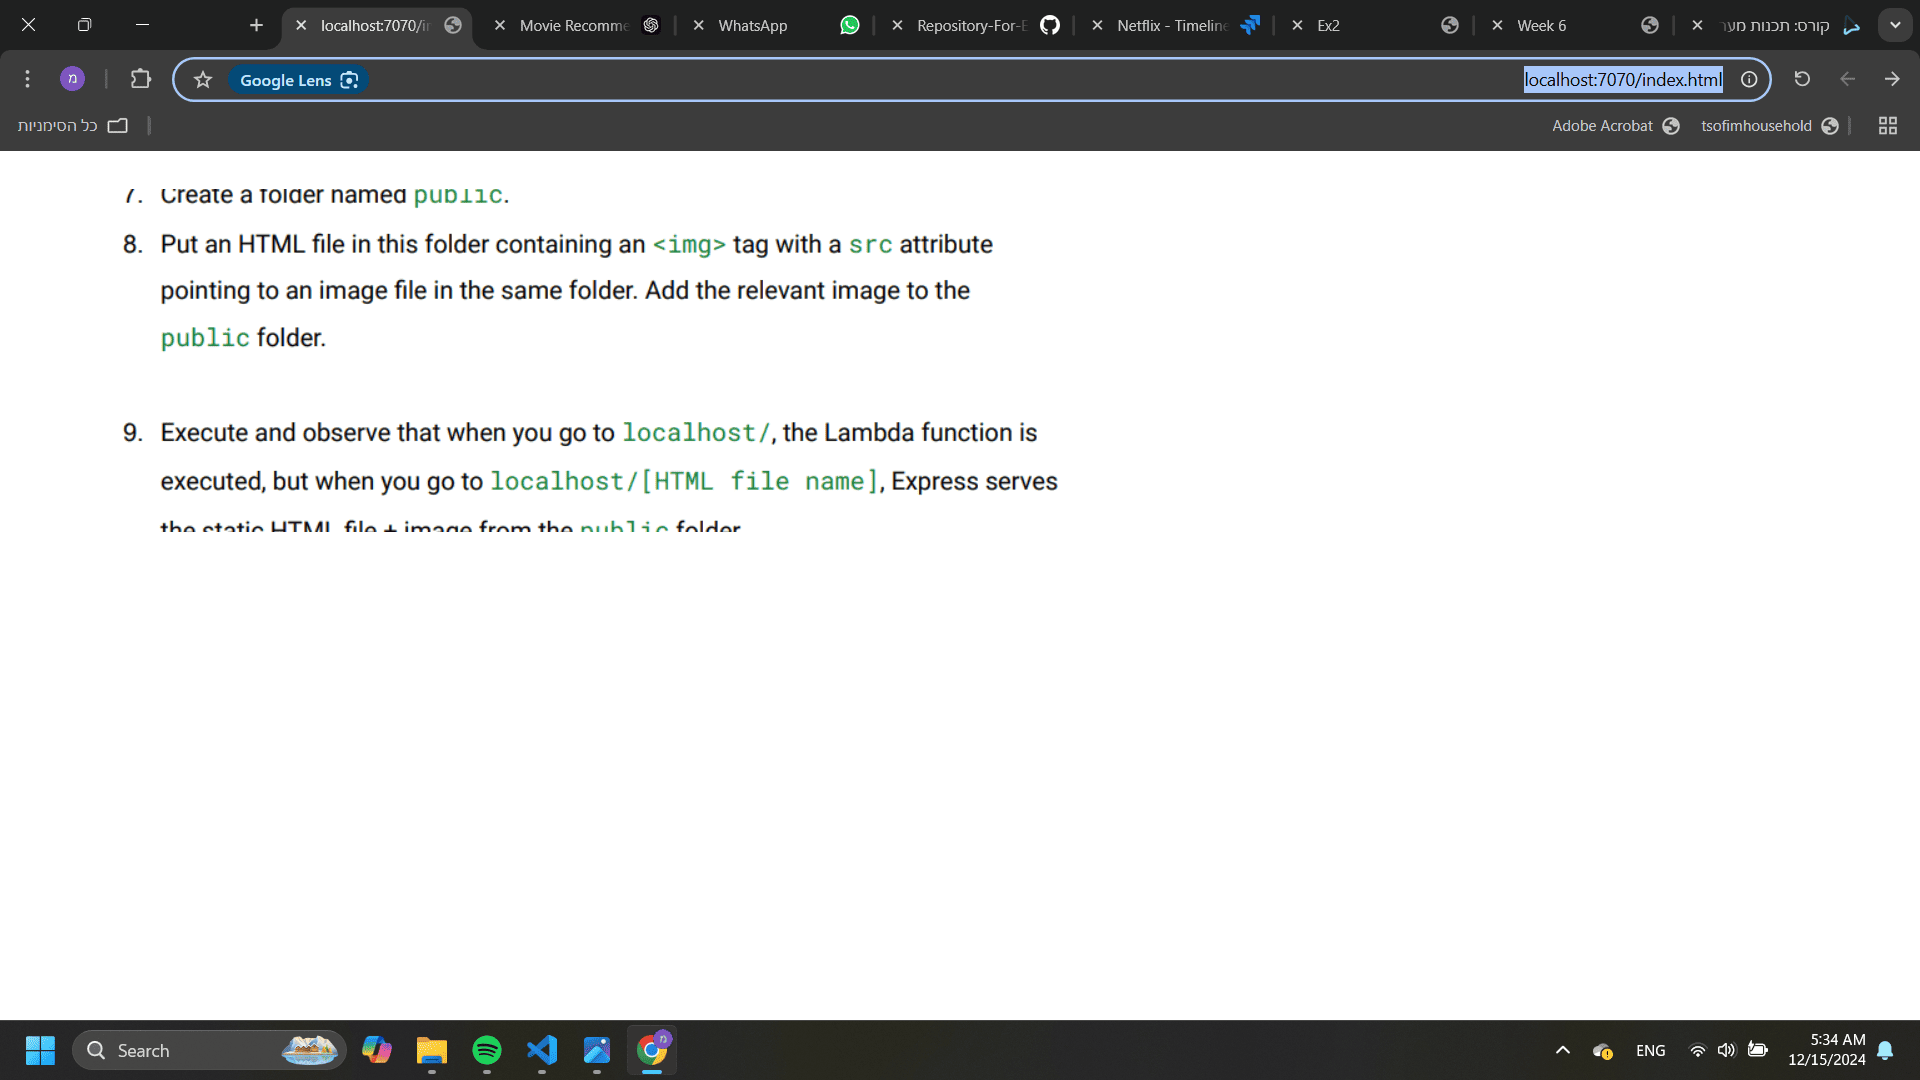 localhost:7070/i
Movie Recomme
WhatsApp
Repository-For-E
Netflix - Timeline
Ex2
Week 6
קורס: תכנות מער
מ
Google Lens
localhost:7070/index.html
כל הסימניות
Adobe Acrobat
tsofimhousehold
7. Create a folder named public.
8. Put an HTML file in this folder containing an <img> tag with a src attribute
pointing to an image file in the same folder. Add the relevant image to the
public folder.
9. Execute and observe that when you go to localhost/, the Lambda function is
executed, but when you go to localhost/[HTML file name], Express serves
the static HTML file + image from the public folder
Search
מ
ENG
5:34 AM
12/15/2024